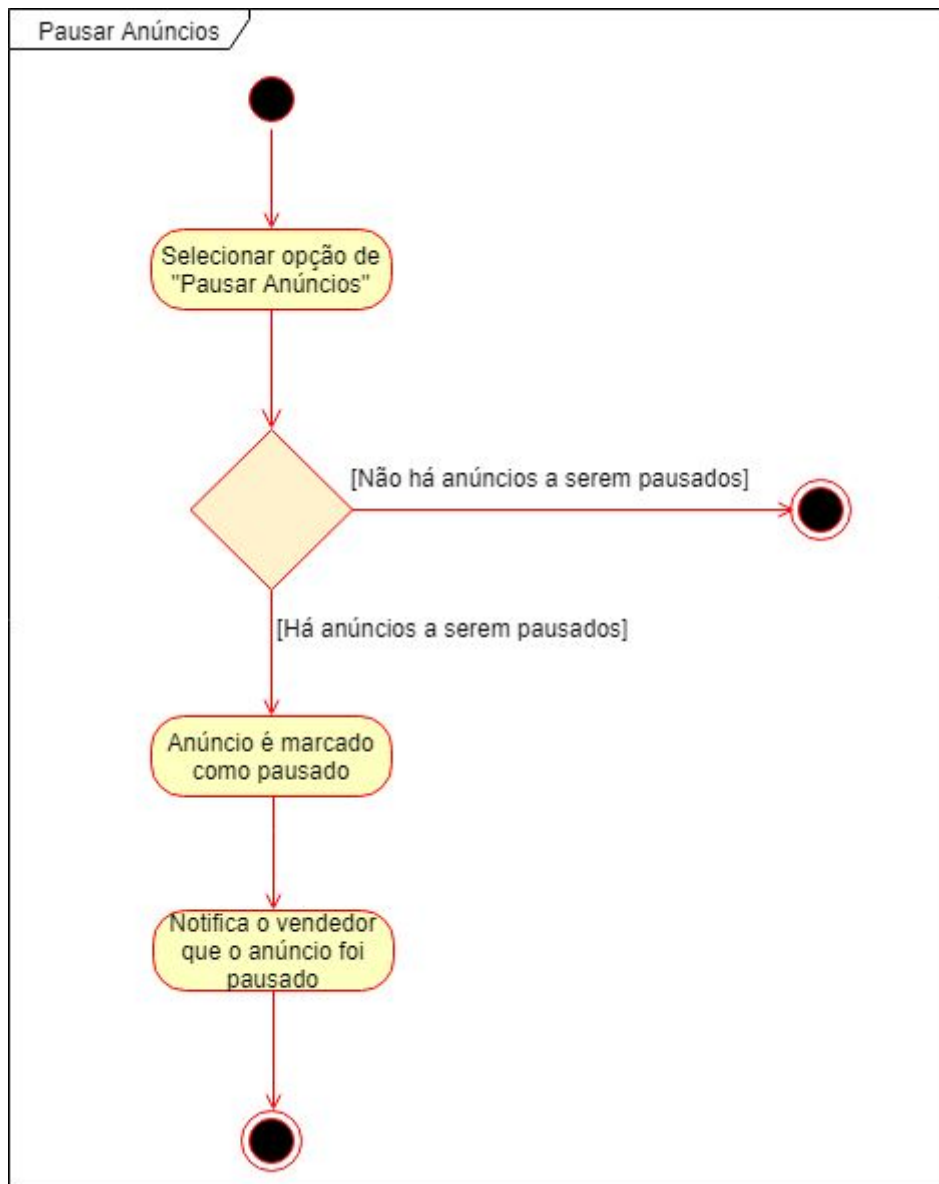 Pausar Anúncios
Selecionar opção de
"Pausar Anúncios"
[Não há anúncios a serem pausados]
[Há anúncios a serem pausados]
Anúncio é marcado
como pausado
Notifica o vendedor
que o anúncio foi
pausado